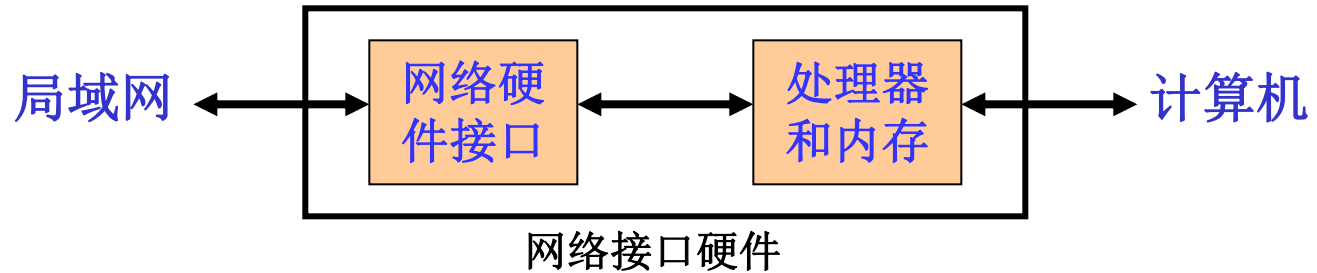 局域网
网络硬
件接口
处理器
和内存
计算机
网络接口硬件